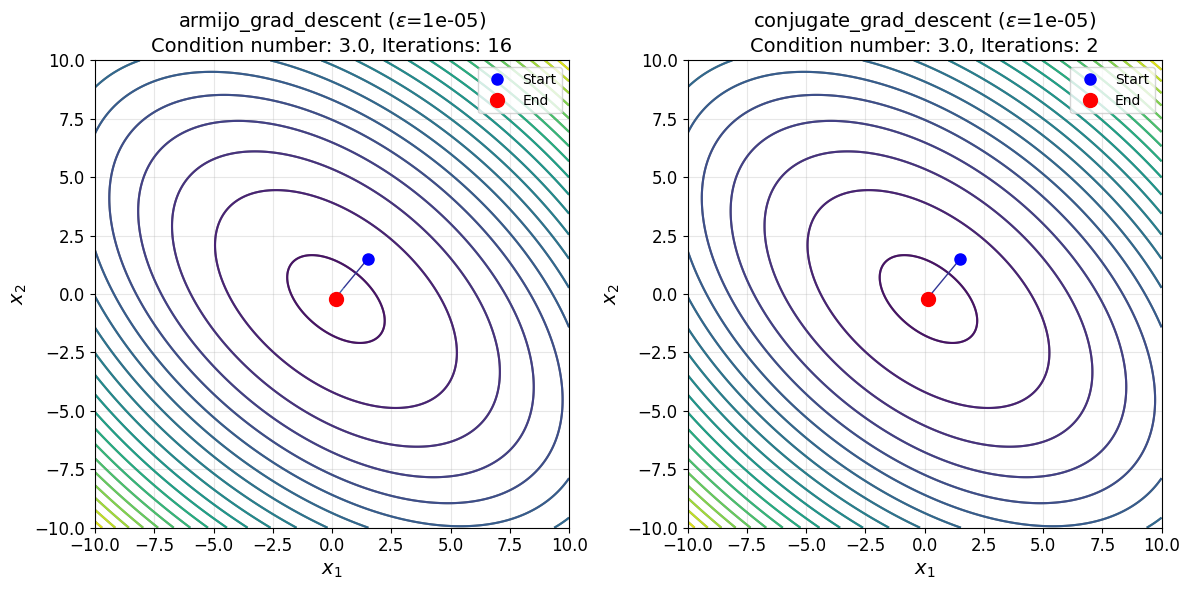 armijo_grad_descent (ε=1e-05)
Condition number: 3.0, Iterations: 16
Start
End
10.0
7.5
5.0
2.5
0.0
−2.5
−5.0
−7.5
−10.0
x₂
−10.0 −7.5 −5.0 −2.5 0.0 2.5 5.0 7.5 10.0
x₁
conjugate_grad_descent (ε=1e-05)
Condition number: 3.0, Iterations: 2
Start
End
10.0
7.5
5.0
2.5
0.0
−2.5
−5.0
−7.5
−10.0
x₂
−10.0 −7.5 −5.0 −2.5 0.0 2.5 5.0 7.5 10.0
x₁